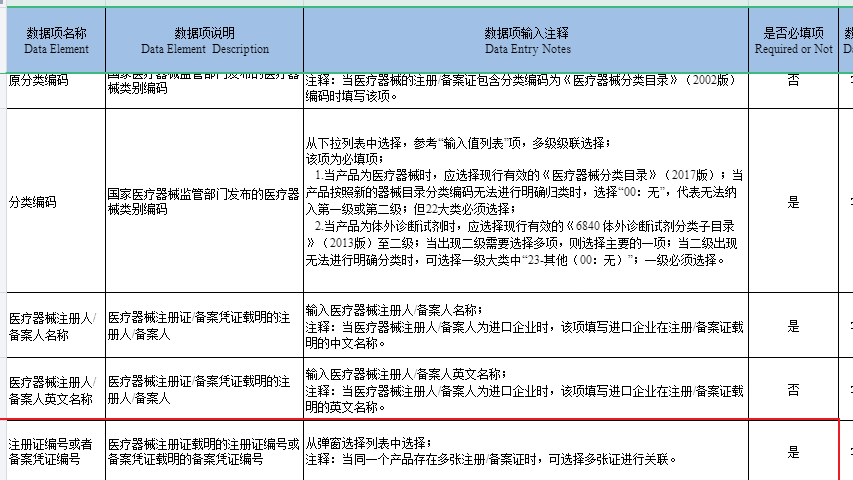 数据项名称
Data Element
数据项说明
Data Element Description
数据项输入注释
Data Entry Notes
是否必填项
Required or Not
原分类编码
国家医疗器械监管部门发布的医疗器
械类别编码
注释：当医疗器械的注册/备案证包含分类编码为《医疗器械分类目录》（2002版）
编码时填写该项。
否
分类编码
国家医疗器械监管部门发布的医疗器
械类别编码
从下拉列表中选择，参考“输入值列表”项，多级级联选择；
该项为必填项；
1.当产品为医疗器械时，应选择现行有效的《医疗器械分类目录》（2017版）；当
产品按照新的器械目录分类编码无法进行明确归类时，选择“00：无”，代表无法纳
入第一级或第二级；但22大类必须选择；
2.当产品为体外诊断试剂时，应选择现行有效的《6840 体外诊断试剂分类子目录
》（2013版）至二级；当出现二级需要选择多项，则选择主要的一项；当二级出现
无法进行明确分类时，可选择一级大类中“23-其他（00：无）”；一级必须选择。
是
医疗器械注册人/
备案人名称
医疗器械注册证/备案凭证载明的注
册人/备案人
输入医疗器械注册人/备案人名称；
注释：当医疗器械注册人/备案人为进口企业时，该项填写进口企业在注册/备案证载
明的中文名称。
是
医疗器械注册人/
备案人英文名称
医疗器械注册证/备案凭证载明的注
册人/备案人
输入医疗器械注册人/备案人英文名称；
注释：当医疗器械注册人/备案人为进口企业时，该项填写进口企业在注册/备案证载
明的英文名称。
否
注册证编号或者
备案凭证编号
医疗器械注册证载明的注册证编号或
备案凭证载明的备案凭证编号
从弹窗选择列表中选择；
注释：当同一个产品存在多张注册/备案证时，可选择多张证进行关联。
是